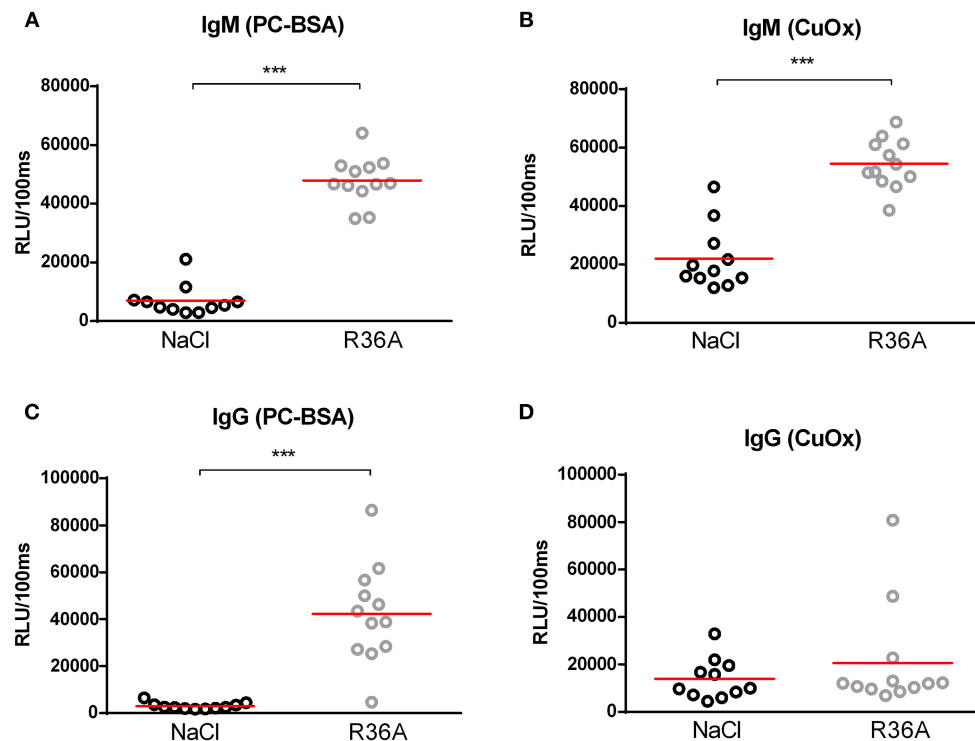 A
IgM (PC-BSA)
***
80000
60000
40000
20000
0
RLU/100ms
NaCl
R36A
B
IgM (CuOx)
***
80000
60000
40000
20000
0
RLU/100ms
NaCl
R36A
C
IgG (PC-BSA)
***
100000
80000
60000
40000
20000
0
RLU/100ms
NaCl
R36A
D
IgG (CuOx)
100000
80000
60000
40000
20000
0
RLU/100ms
NaCl
R36A